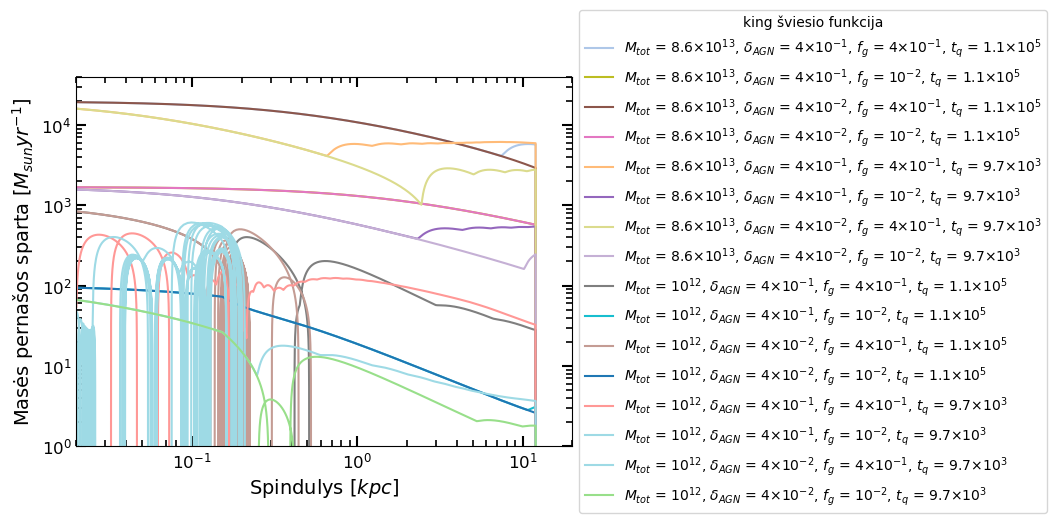 king šviesio funkcija
M_tot = 8.6×10^13, δ_AGN = 4×10^−1, f_g = 4×10^−1, t_q = 1.1×10^5
M_tot = 8.6×10^13, δ_AGN = 4×10^−1, f_g = 10^−2, t_q = 1.1×10^5
M_tot = 8.6×10^13, δ_AGN = 4×10^−2, f_g = 4×10^−1, t_q = 1.1×10^5
M_tot = 8.6×10^13, δ_AGN = 4×10^−2, f_g = 10^−2, t_q = 1.1×10^5
M_tot = 8.6×10^13, δ_AGN = 4×10^−1, f_g = 4×10^−1, t_q = 9.7×10^3
M_tot = 8.6×10^13, δ_AGN = 4×10^−1, f_g = 10^−2, t_q = 9.7×10^3
M_tot = 8.6×10^13, δ_AGN = 4×10^−2, f_g = 4×10^−1, t_q = 9.7×10^3
M_tot = 8.6×10^13, δ_AGN = 4×10^−2, f_g = 10^−2, t_q = 9.7×10^3
M_tot = 10^12, δ_AGN = 4×10^−1, f_g = 4×10^−1, t_q = 1.1×10^5
M_tot = 10^12, δ_AGN = 4×10^−1, f_g = 10^−2, t_q = 1.1×10^5
M_tot = 10^12, δ_AGN = 4×10^−2, f_g = 4×10^−1, t_q = 1.1×10^5
M_tot = 10^12, δ_AGN = 4×10^−2, f_g = 10^−2, t_q = 1.1×10^5
M_tot = 10^12, δ_AGN = 4×10^−1, f_g = 4×10^−1, t_q = 9.7×10^3
M_tot = 10^12, δ_AGN = 4×10^−1, f_g = 10^−2, t_q = 9.7×10^3
M_tot = 10^12, δ_AGN = 4×10^−2, f_g = 4×10^−1, t_q = 9.7×10^3
M_tot = 10^12, δ_AGN = 4×10^−2, f_g = 10^−2, t_q = 9.7×10^3
Masės pernašos sparta [M_sun yr^−1]
10^4
10^3
10^2
10^1
10^0
10^−1
10^0
10^1
Spindulys [kpc]